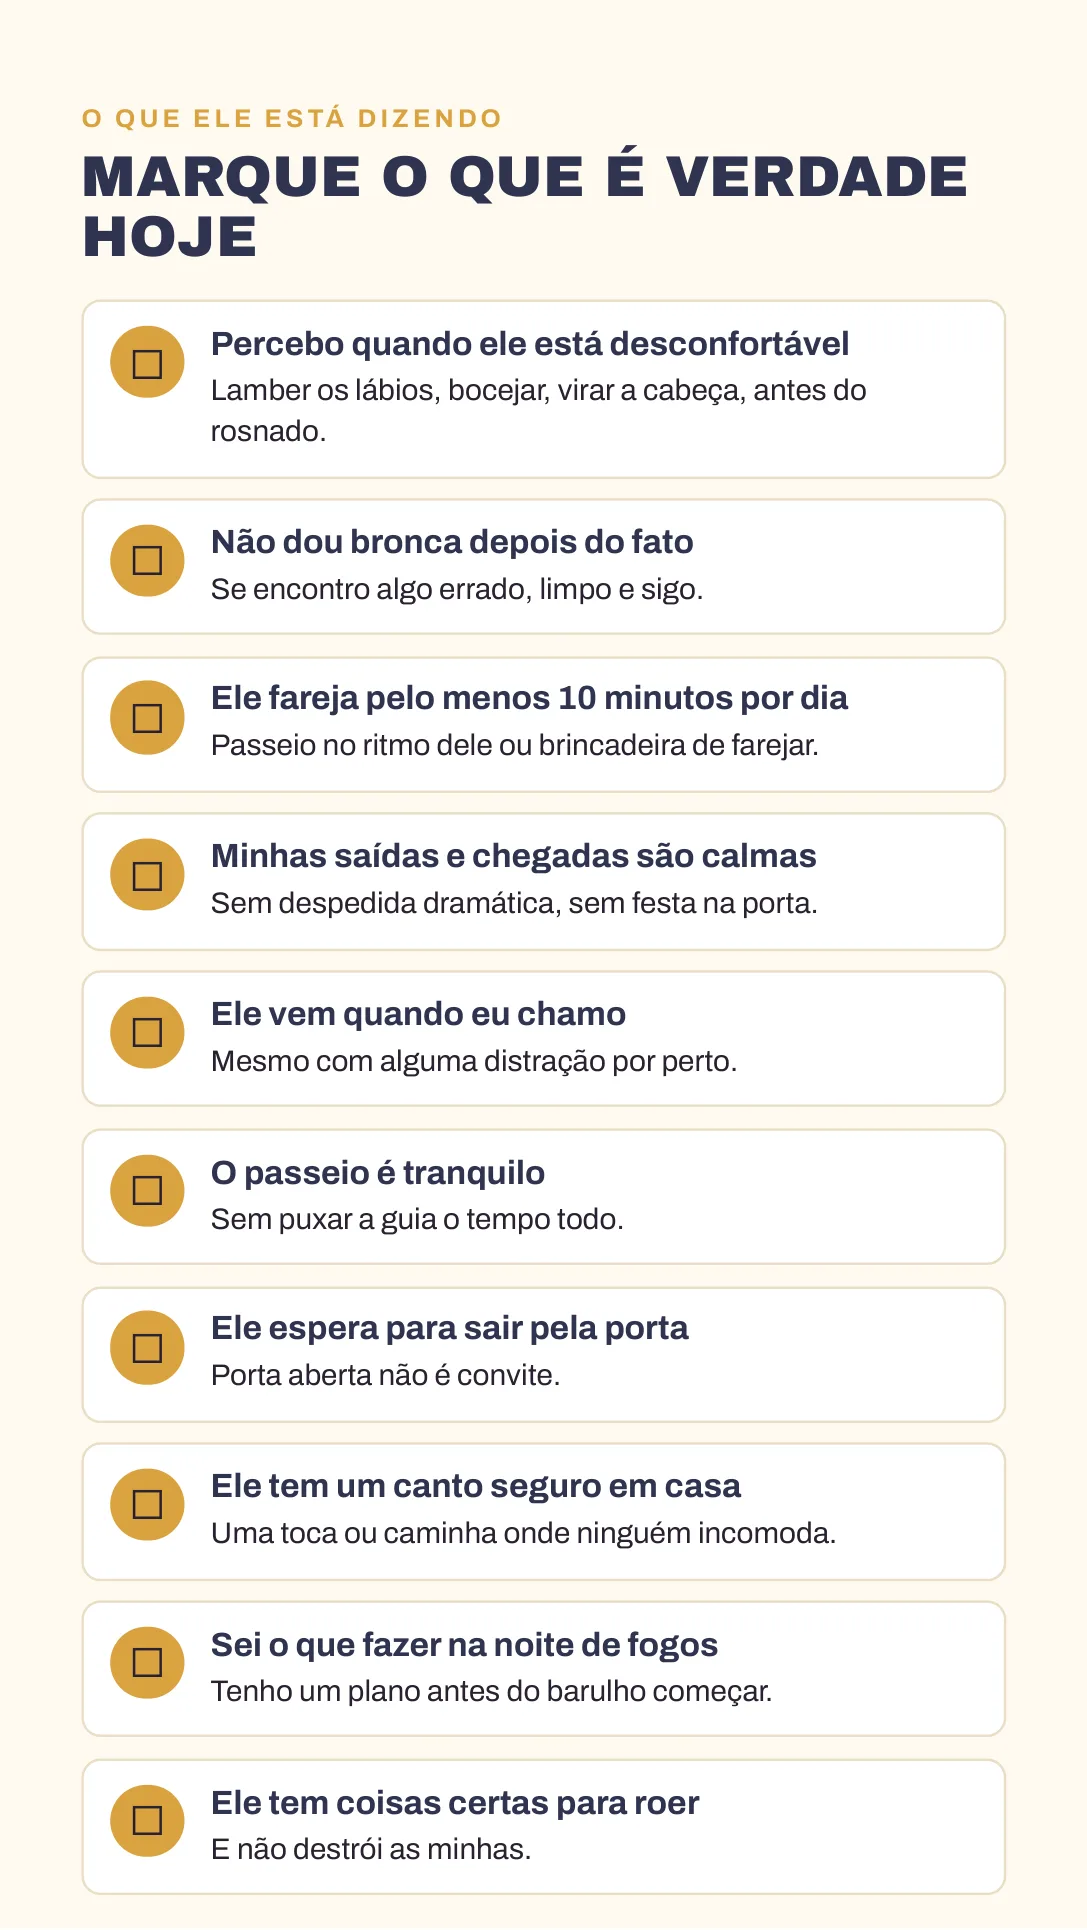 O QUE ELE ESTÁ DIZENDO
MARQUE O QUE É VERDADE
HOJE
Percebo quando ele está desconfortável
Lamber os lábios, bocejar, virar a cabeça, antes do
rosnado.
Não dou bronca depois do fato
Se encontro algo errado, limpo e sigo.
Ele fareja pelo menos 10 minutos por dia
Passeio no ritmo dele ou brincadeira de farejar.
Minhas saídas e chegadas são calmas
Sem despedida dramática, sem festa na porta.
Ele vem quando eu chamo
Mesmo com alguma distração por perto.
O passeio é tranquilo
Sem puxar a guia o tempo todo.
Ele espera para sair pela porta
Porta aberta não é convite.
Ele tem um canto seguro em casa
Uma toca ou caminha onde ninguém incomoda.
Sei o que fazer na noite de fogos
Tenho um plano antes do barulho começar.
Ele tem coisas certas para roer
E não destrói as minhas.